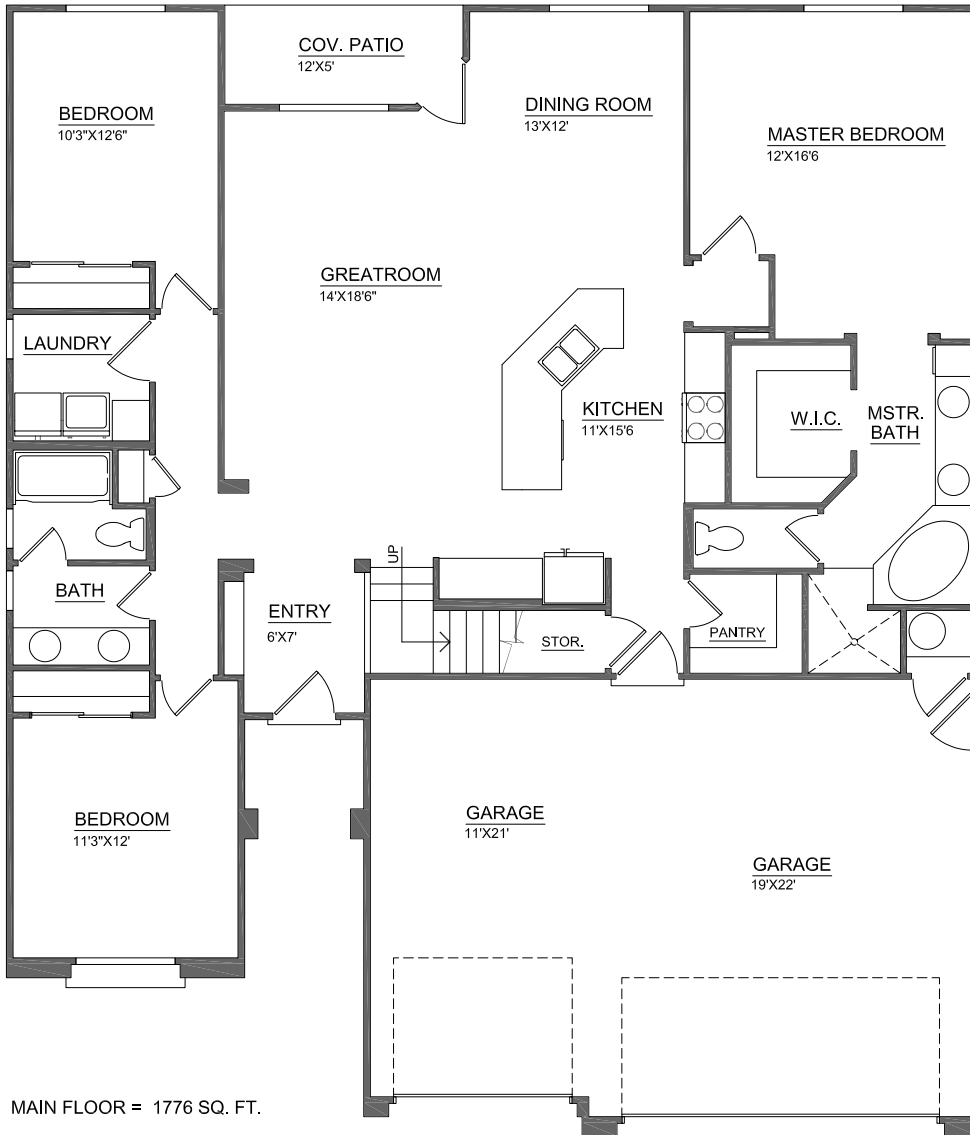 COV. PATIO
12'X5'
BEDROOM
10'3"X12'6"
DINING ROOM
13'X12'
MASTER BEDROOM
12'X16'6
GREATROOM
14'X18'6"
LAUNDRY
KITCHEN
11'X15'6
W.I.C.
MSTR.
BATH
UP
BATH
ENTRY
6'X7'
STOR.
PANTRY
BEDROOM
11'3"X12'
GARAGE
11'X21'
GARAGE
19'X22'
MAIN FLOOR = 1776 SQ. FT.